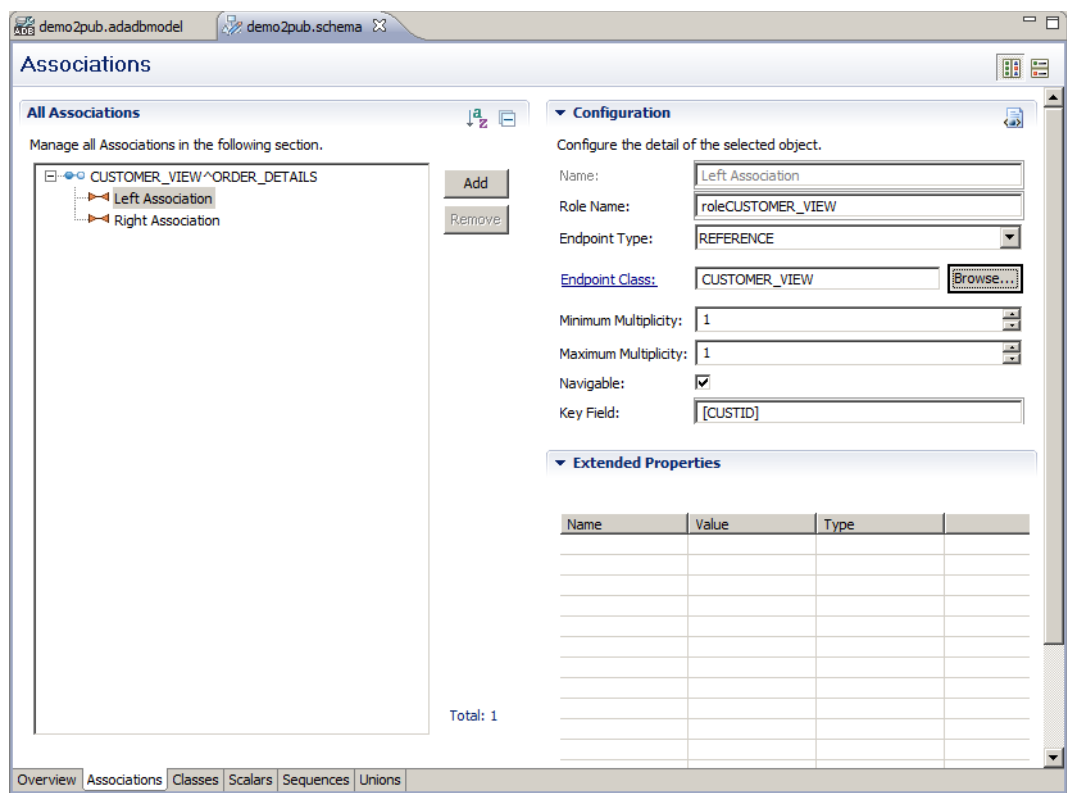 ADB demo2pub.adadbmodel demo2pub.schema
Associations
All Associations
a
z
Manage all Associations in the following section.
CUSTOMER_VIEW^ORDER_DETAILS
Left Association
Right Association
Add
Remove
Total: 1
Configuration
Configure the detail of the selected object.
Name: Left Association
Role Name: roleCUSTOMER_VIEW
Endpoint Type: REFERENCE
Endpoint Class: CUSTOMER_VIEW Browse...
Minimum Multiplicity: 1
Maximum Multiplicity: 1
Navigable:
Key Field: [CUSTID]
Extended Properties
Name Value Type
Overview Associations Classes Scalars Sequences Unions